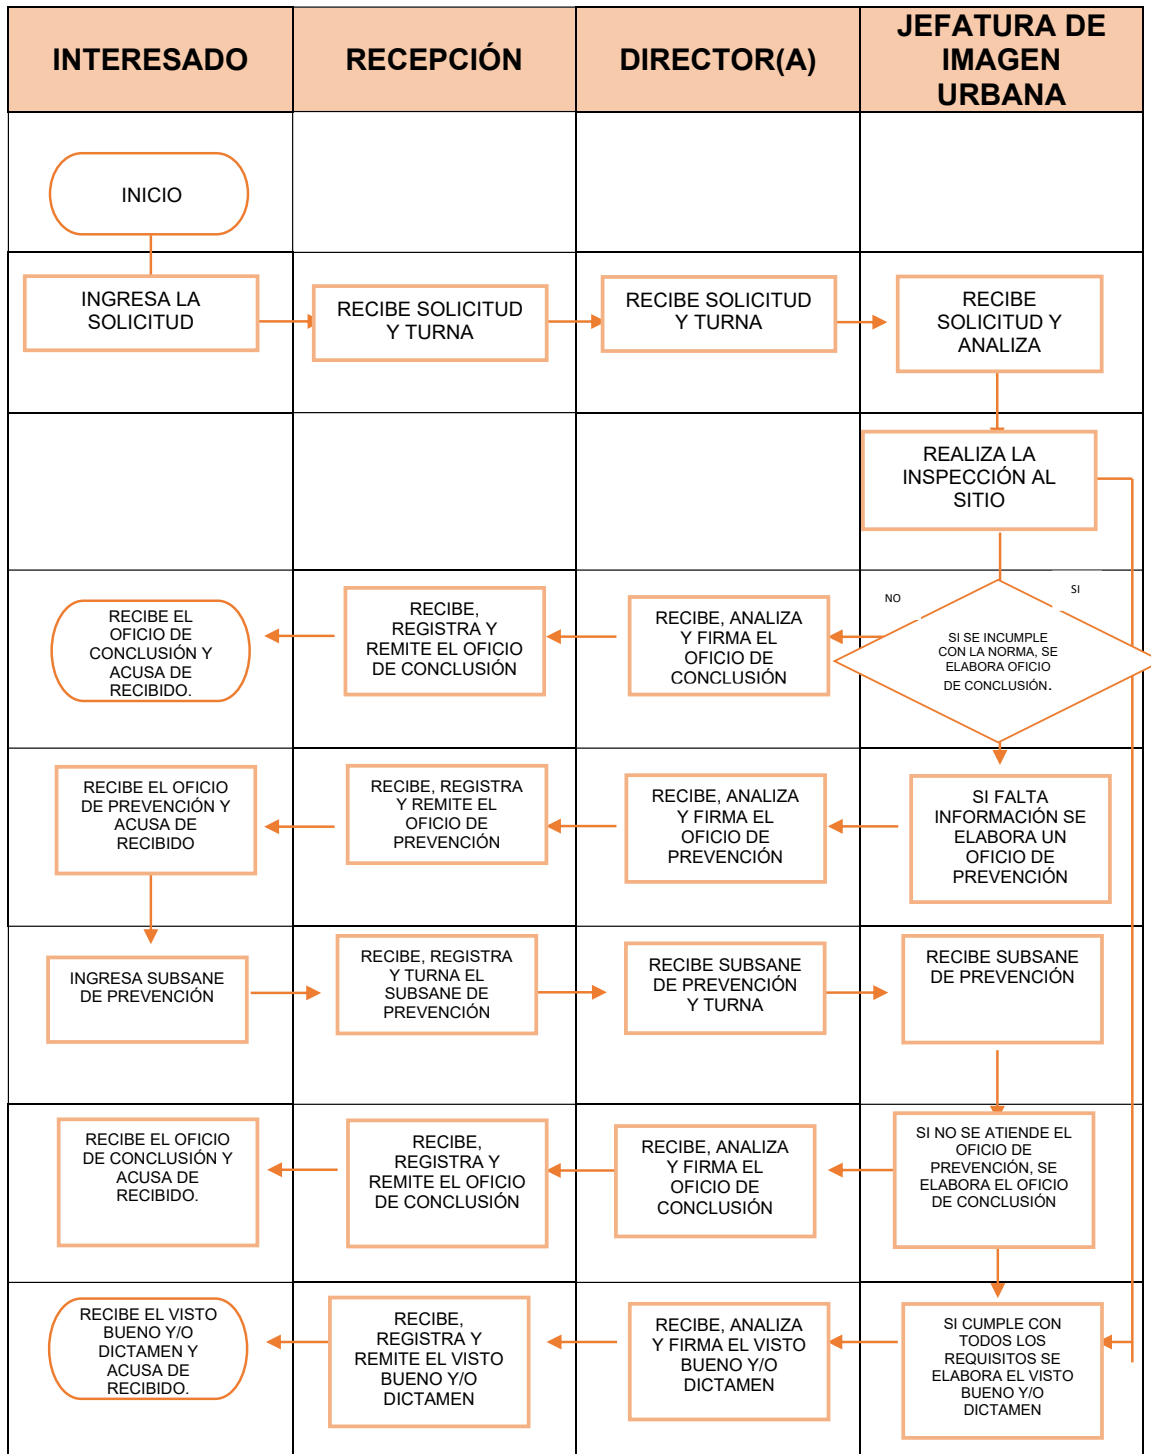 INTERESADO
RECEPCIÓN
DIRECTOR(A)
JEFATURA DE
IMAGEN
URBANA
INICIO
INGRESA LA
SOLICITUD
RECIBE SOLICITUD
Y TURNA
RECIBE SOLICITUD
Y TURNA
RECIBE
SOLICITUD Y
ANALIZA
REALIZA LA
INSPECCIÓN AL
SITIO
RECIBE EL
OFICIO DE
CONCLUSIÓN Y
ACUSA DE
RECIBIDO.
RECIBE,
REGISTRA Y
REMITE EL OFICIO
DE CONCLUSIÓN
RECIBE, ANALIZA
Y FIRMA EL
OFICIO DE
CONCLUSIÓN
NO
SI
SI SE INCUMPLE
CON LA NORMA, SE
ELABORA OFICIO
DE CONCLUSIÓN.
RECIBE EL OFICIO
DE PREVENCIÓN Y
ACUSA DE
RECIBIDO
RECIBE, REGISTRA
Y REMITE EL
OFICIO DE
PREVENCIÓN
RECIBE, ANALIZA
Y FIRMA EL
OFICIO DE
PREVENCIÓN
SI FALTA
INFORMACIÓN SE
ELABORA UN
OFICIO DE
PREVENCIÓN
INGRESA SUBSANE
DE PREVENCIÓN
RECIBE, REGISTRA
Y TURNA EL
SUBSANE DE
PREVENCIÓN
RECIBE SUBSANE
DE PREVENCIÓN
Y TURNA
RECIBE SUBSANE
DE PREVENCIÓN
RECIBE EL OFICIO
DE CONCLUSIÓN Y
ACUSA DE
RECIBIDO.
RECIBE,
REGISTRA Y
REMITE EL OFICIO
DE CONCLUSIÓN
RECIBE, ANALIZA
Y FIRMA EL
OFICIO DE
CONCLUSIÓN
SI NO SE ATIENDE EL
OFICIO DE
PREVENCIÓN, SE
ELABORA EL OFICIO
DE CONCLUSIÓN
RECIBE EL VISTO
BUENO Y/O
DICTAMEN Y
ACUSA DE
RECIBIDO.
RECIBE,
REGISTRA Y
REMITE EL VISTO
BUENO Y/O
DICTAMEN
RECIBE, ANALIZA
Y FIRMA EL VISTO
BUENO Y/O
DICTAMEN
SI CUMPLE CON
TODOS LOS
REQUISITOS SE
ELABORA EL VISTO
BUENO Y/O
DICTAMEN